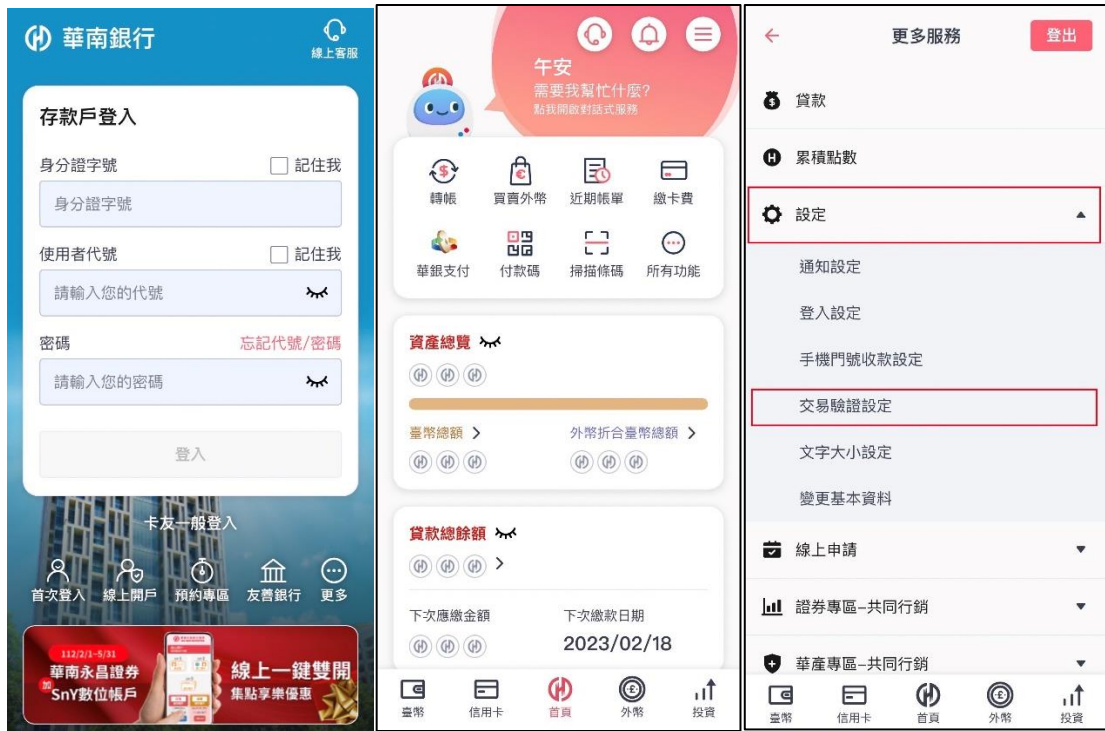 華南銀行
線上客服
存款戶登入
身分證字號 記住我
身分證字號
使用者代號 記住我
請輸入您的代號
密碼 忘記代號/密碼
請輸入您的密碼
登入
卡友一般登入
首次登入 線上開戶 預約專區 友善銀行 更多
112/2/1-5/31
華南永昌證券
加 SnY數位帳戶
線上一鍵雙開
集點享樂優惠
午安
需要我幫忙什麼?
點我開啟對話式服務
轉帳 買賣外幣 近期帳單 繳卡費
華銀支付 付款碼 掃描條碼 所有功能
資產總覽
臺幣總額 外幣折合臺幣總額
貸款總餘額
下次應繳金額 下次繳款日期
2023/02/18
臺幣 信用卡 首頁 外幣 投資
更多服務 登出
貸款
累積點數
設定
通知設定
登入設定
手機門號收款設定
交易驗證設定
文字大小設定
變更基本資料
線上申請
證券專區–共同行銷
華產專區–共同行銷
臺幣 信用卡 首頁 外幣 投資